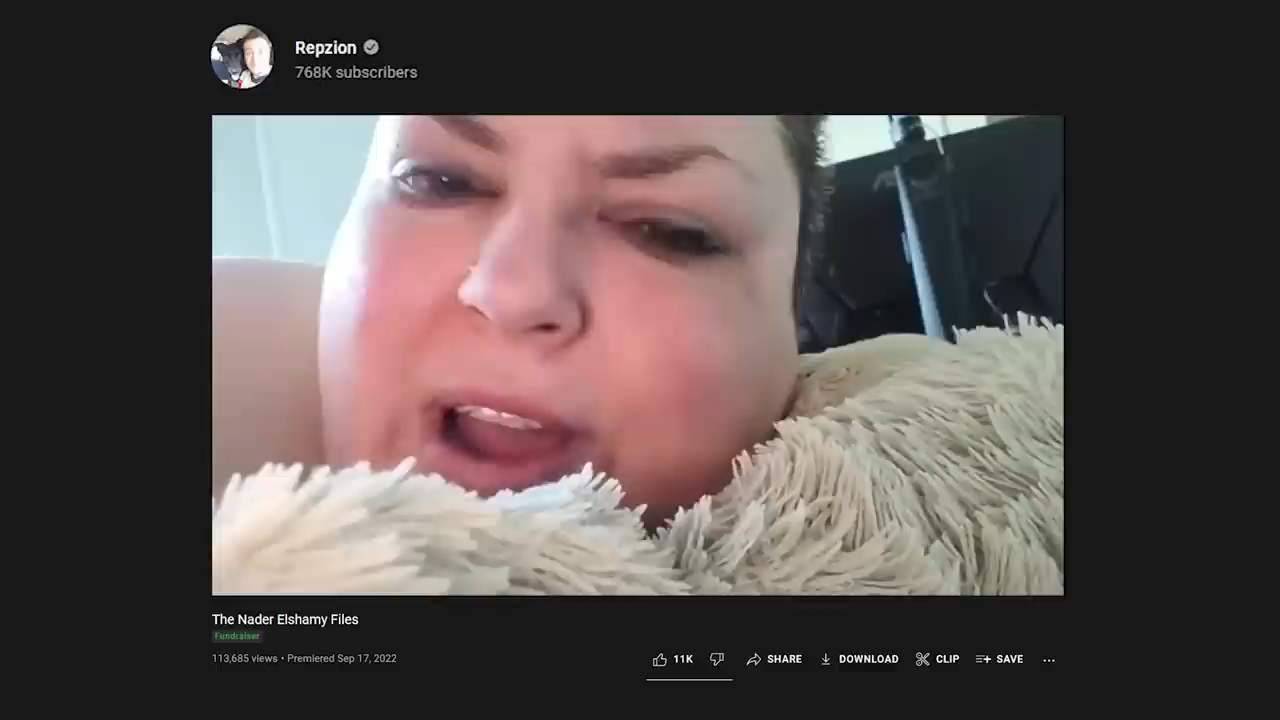 Repzion
768K subscribers
The Nader Elshamy Files
Fundraiser
113,685 views • Premiered Sep 17, 2022
11K SHARE DOWNLOAD CLIP SAVE ...